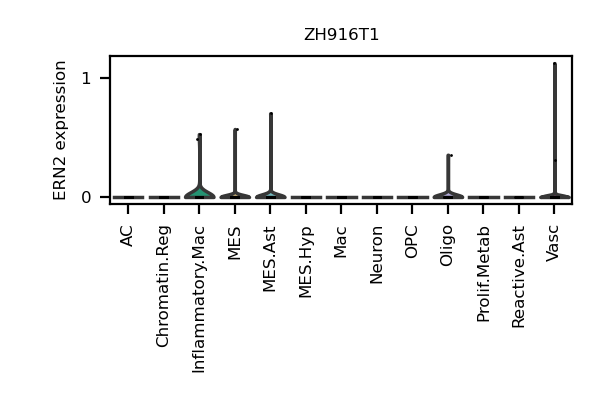 ZH916T1
ERN2 expression
1
0
AC
Chromatin.Reg
Inflammatory.Mac
MES
MES.Ast
MES.Hyp
Mac
Neuron
OPC
Oligo
Prolif.Metab
Reactive.Ast
Vasc